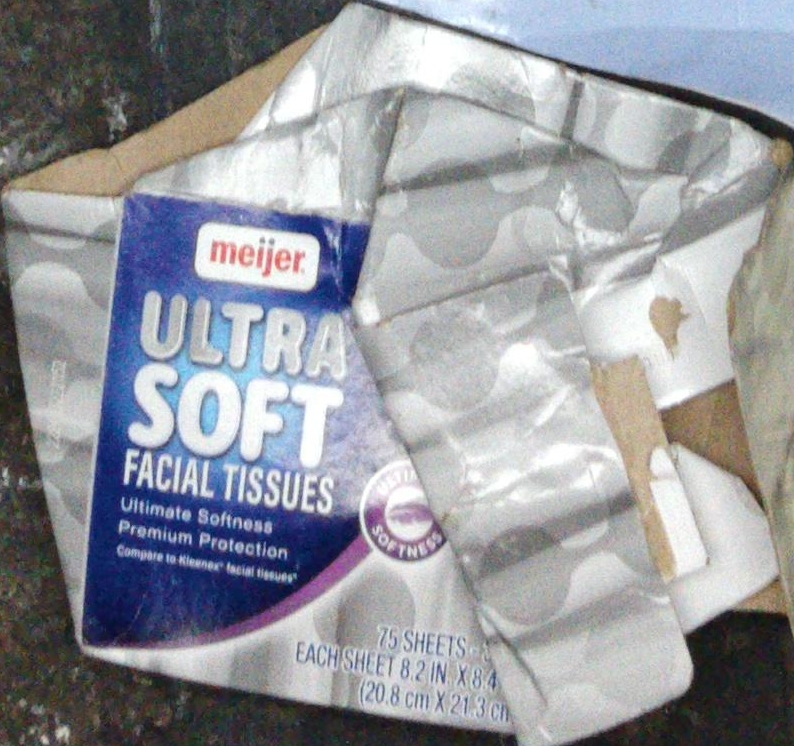 meijer
ULTRA
SOFT
FACIAL TISSUES
Ultimate Softness
Premium Protection
Compare to Kleenex® facial tissues*
SOFTNESS
75 SHEETS
EACH SHEET 8.2 IN. X 8.4
(20.8 cm X 21.3 cm